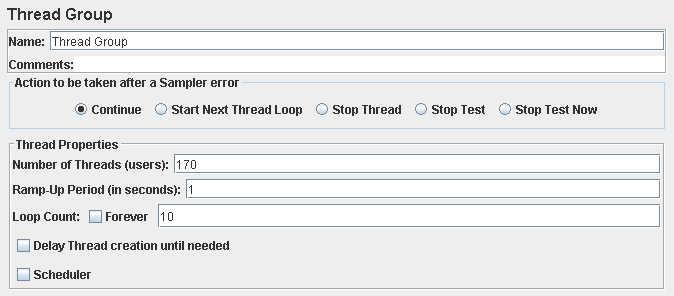 Thread Group
Name: Thread Group
Comments:
Action to be taken after a Sampler error
Continue Start Next Thread Loop Stop Thread Stop Test Stop Test Now
Thread Properties
Number of Threads (users): 170
Ramp-Up Period (in seconds): 1
Loop Count: Forever 10
Delay Thread creation until needed
Scheduler